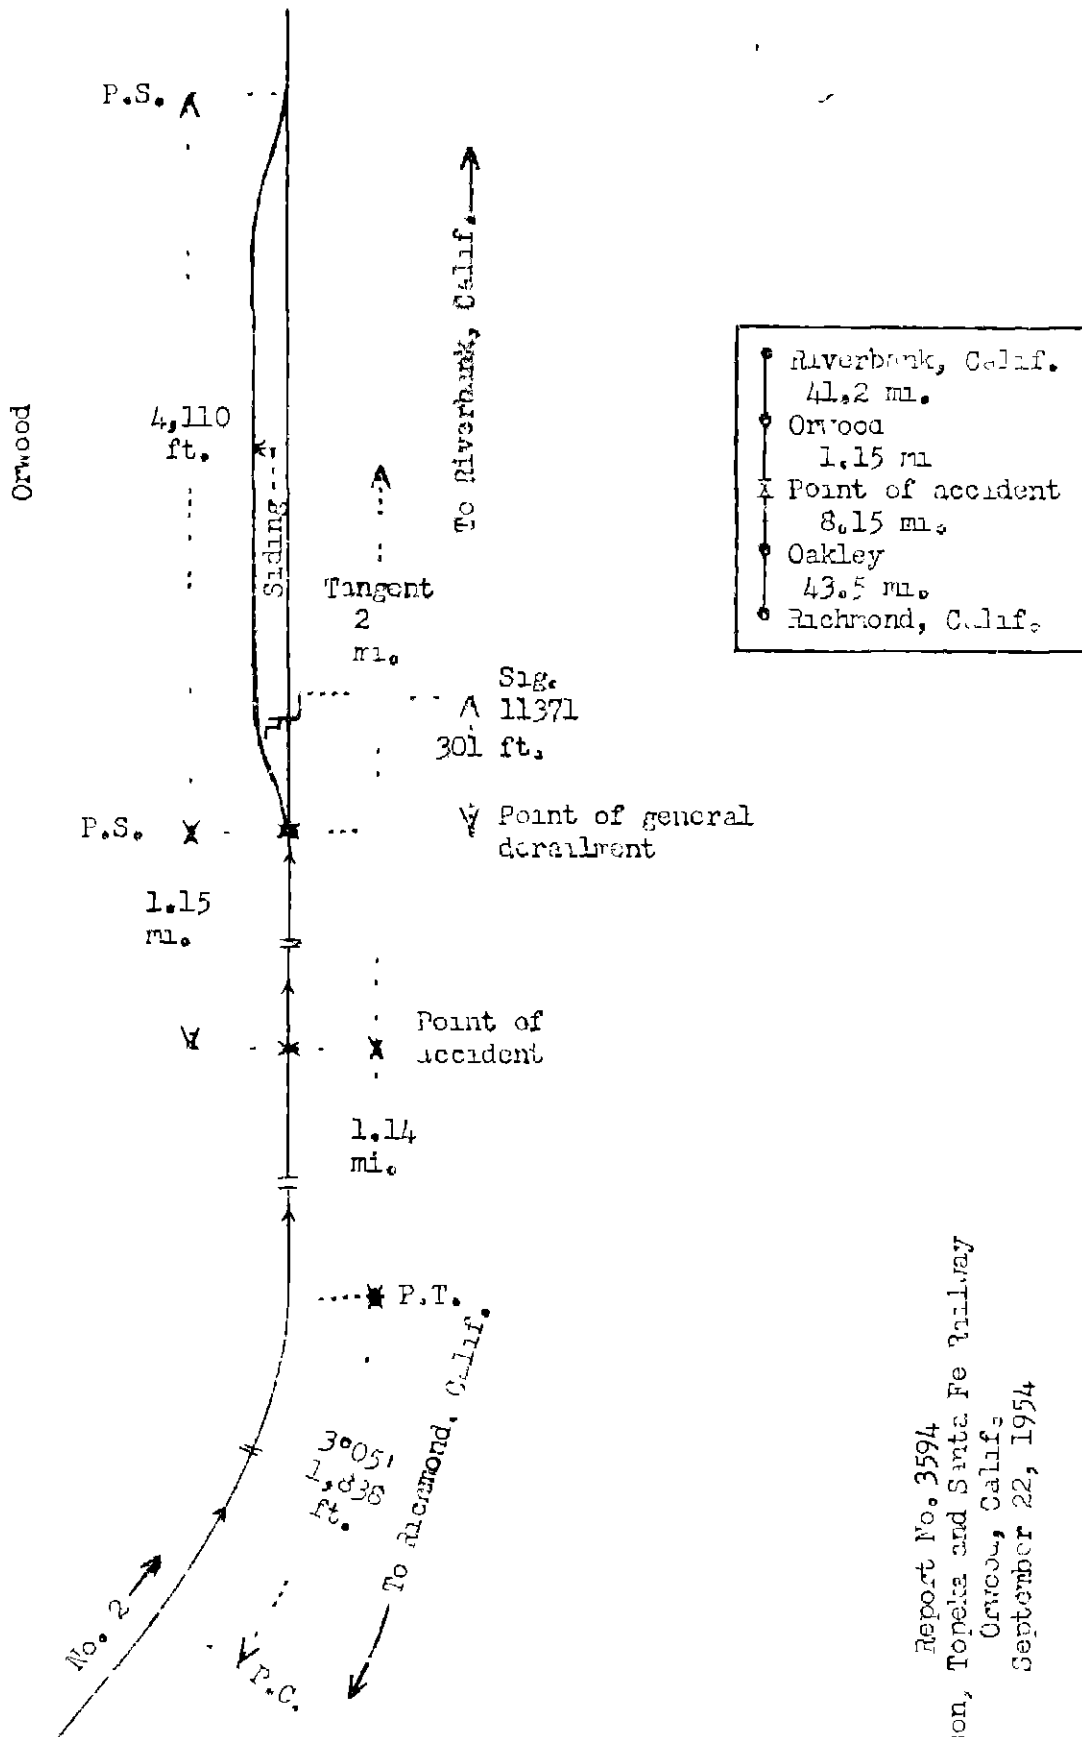 P.S.
Orwood
4,110
ft.
Siding
To Riverbank, Calif.
Tangent
2
mi.
Sig.
11371
301 ft.
P.S.
Point of general
derailment
1.15
mi.
Point of
accident
1.14
mi.
P.T.
3°05'
1,838
ft.
To Richmond, Calif.
No. 2
P.C.
Riverbank, Calif.
41.2 mi.
Orwood
1.15 mi
Point of accident
8.15 mi.
Oakley
43.5 mi.
Richmond, Calif.
Report No. 3594
son, Topeka and Santa Fe Railway
Orwood, Calif.
September 22, 1954